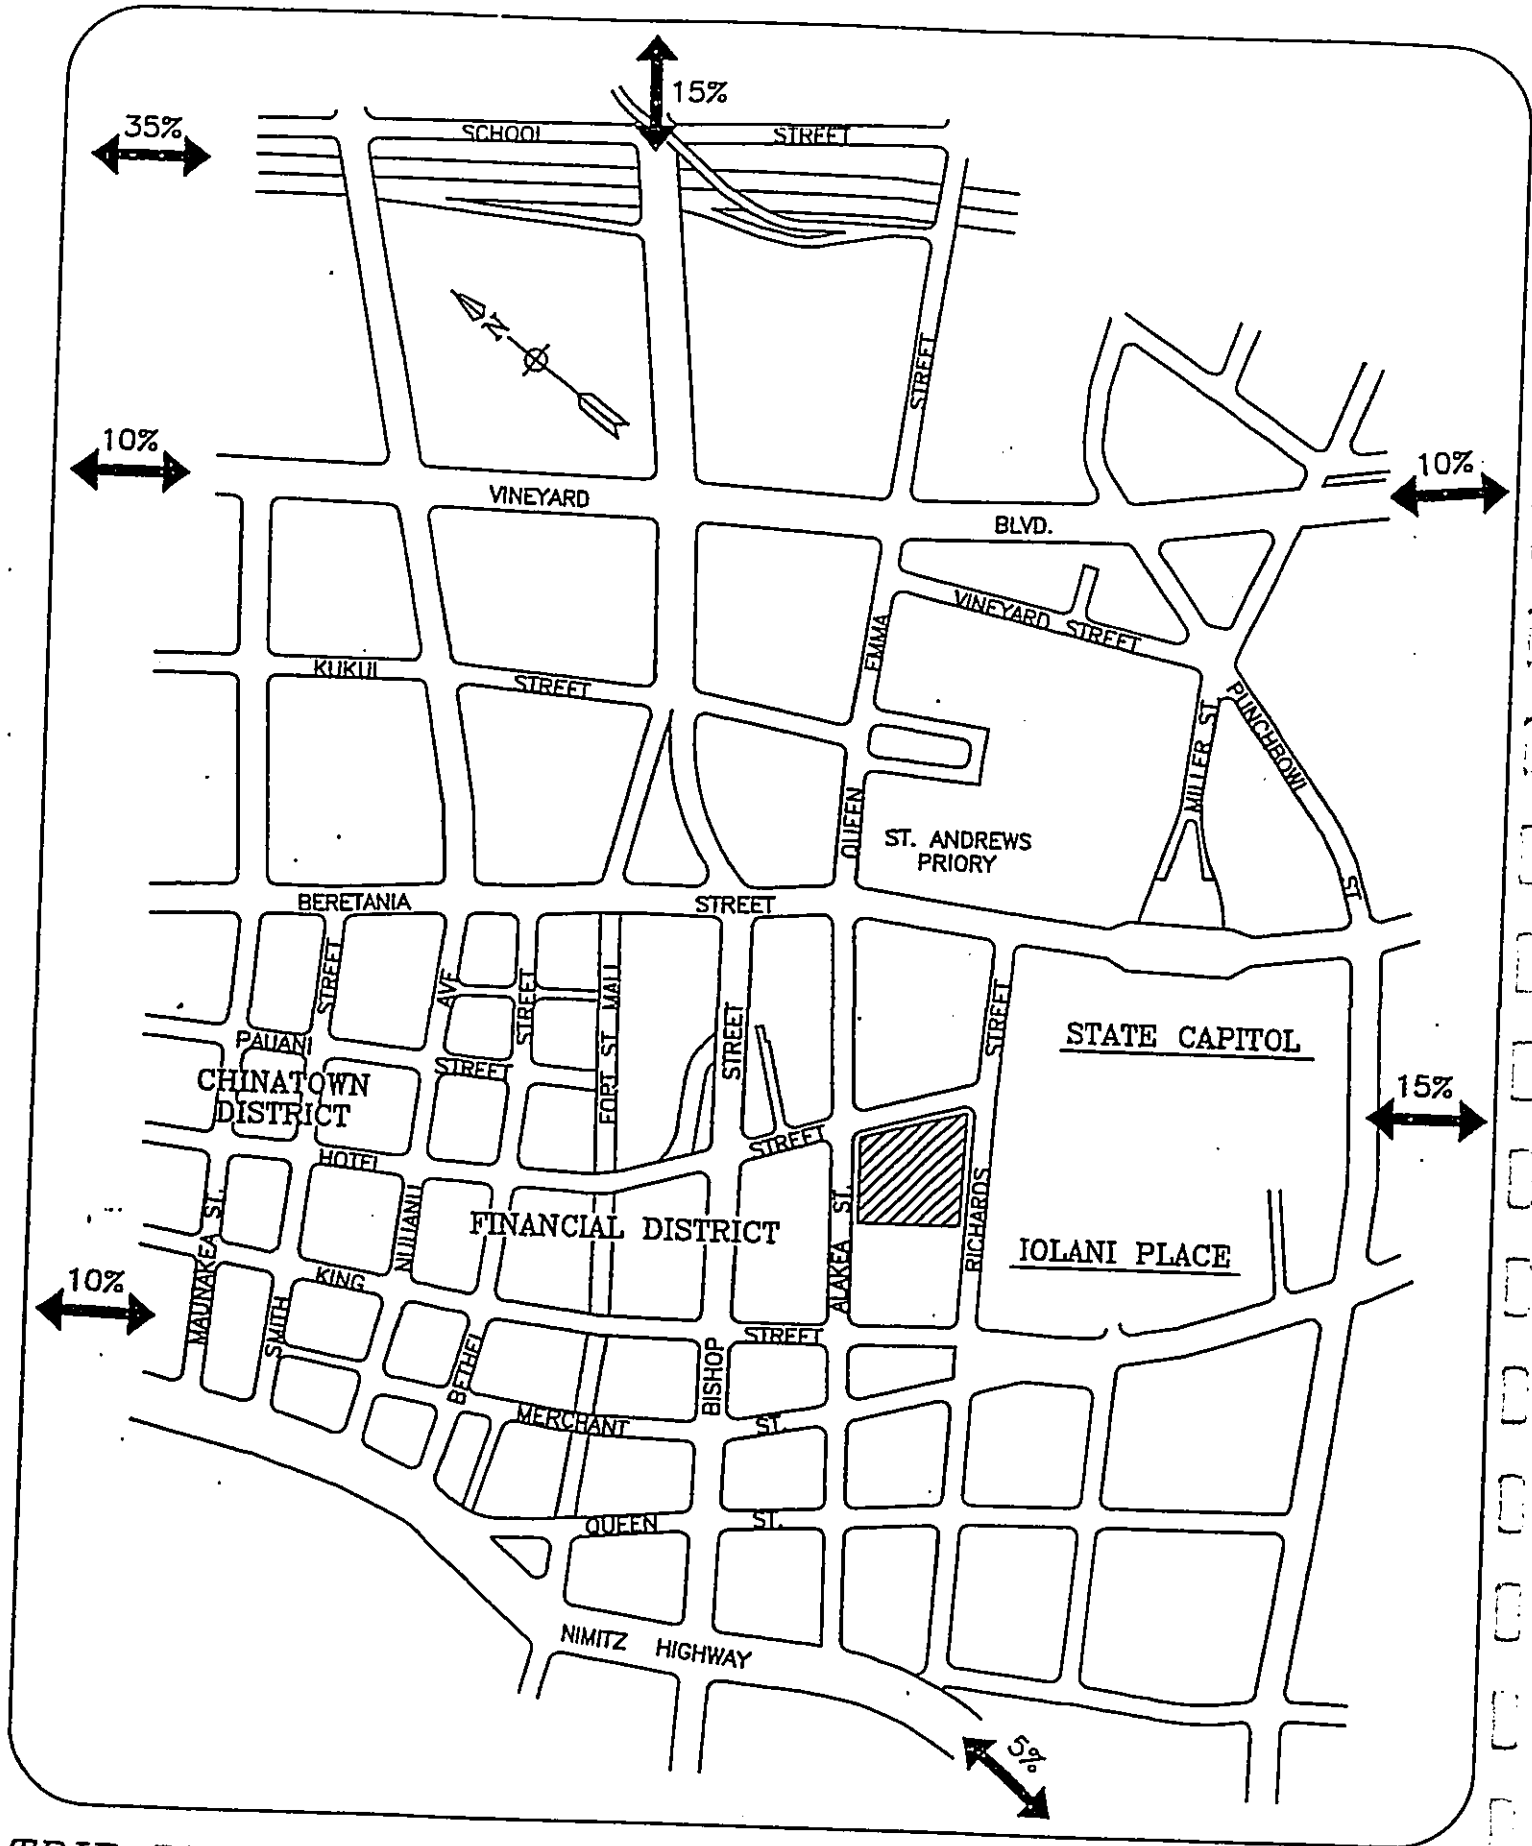 15%
35%
SCHOOL STREET
N
STREET
10%
10%
VINEYARD BLVD.
VINEYARD STREET
EMMA
KUKUI STREET
MILLER ST
PUNCHBOWL
ST
QUEEN
ST. ANDREWS
PRIORY
BERETANIA STREET
STREET
AVE
STREET
FORT ST MALL
STREET
STREET
STATE CAPITOL
PAUAHI
STREET
CHINATOWN
DISTRICT
15%
STREET
HOTEL
MAUNAKEA ST.
NUUANU
FINANCIAL DISTRICT
ALAKEA ST.
RICHARDS
IOLANI PLACE
10%
KING
SMITH
BETHEL
STREET
BISHOP
MERCHANT ST.
QUEEN ST.
NIMITZ HIGHWAY
5%